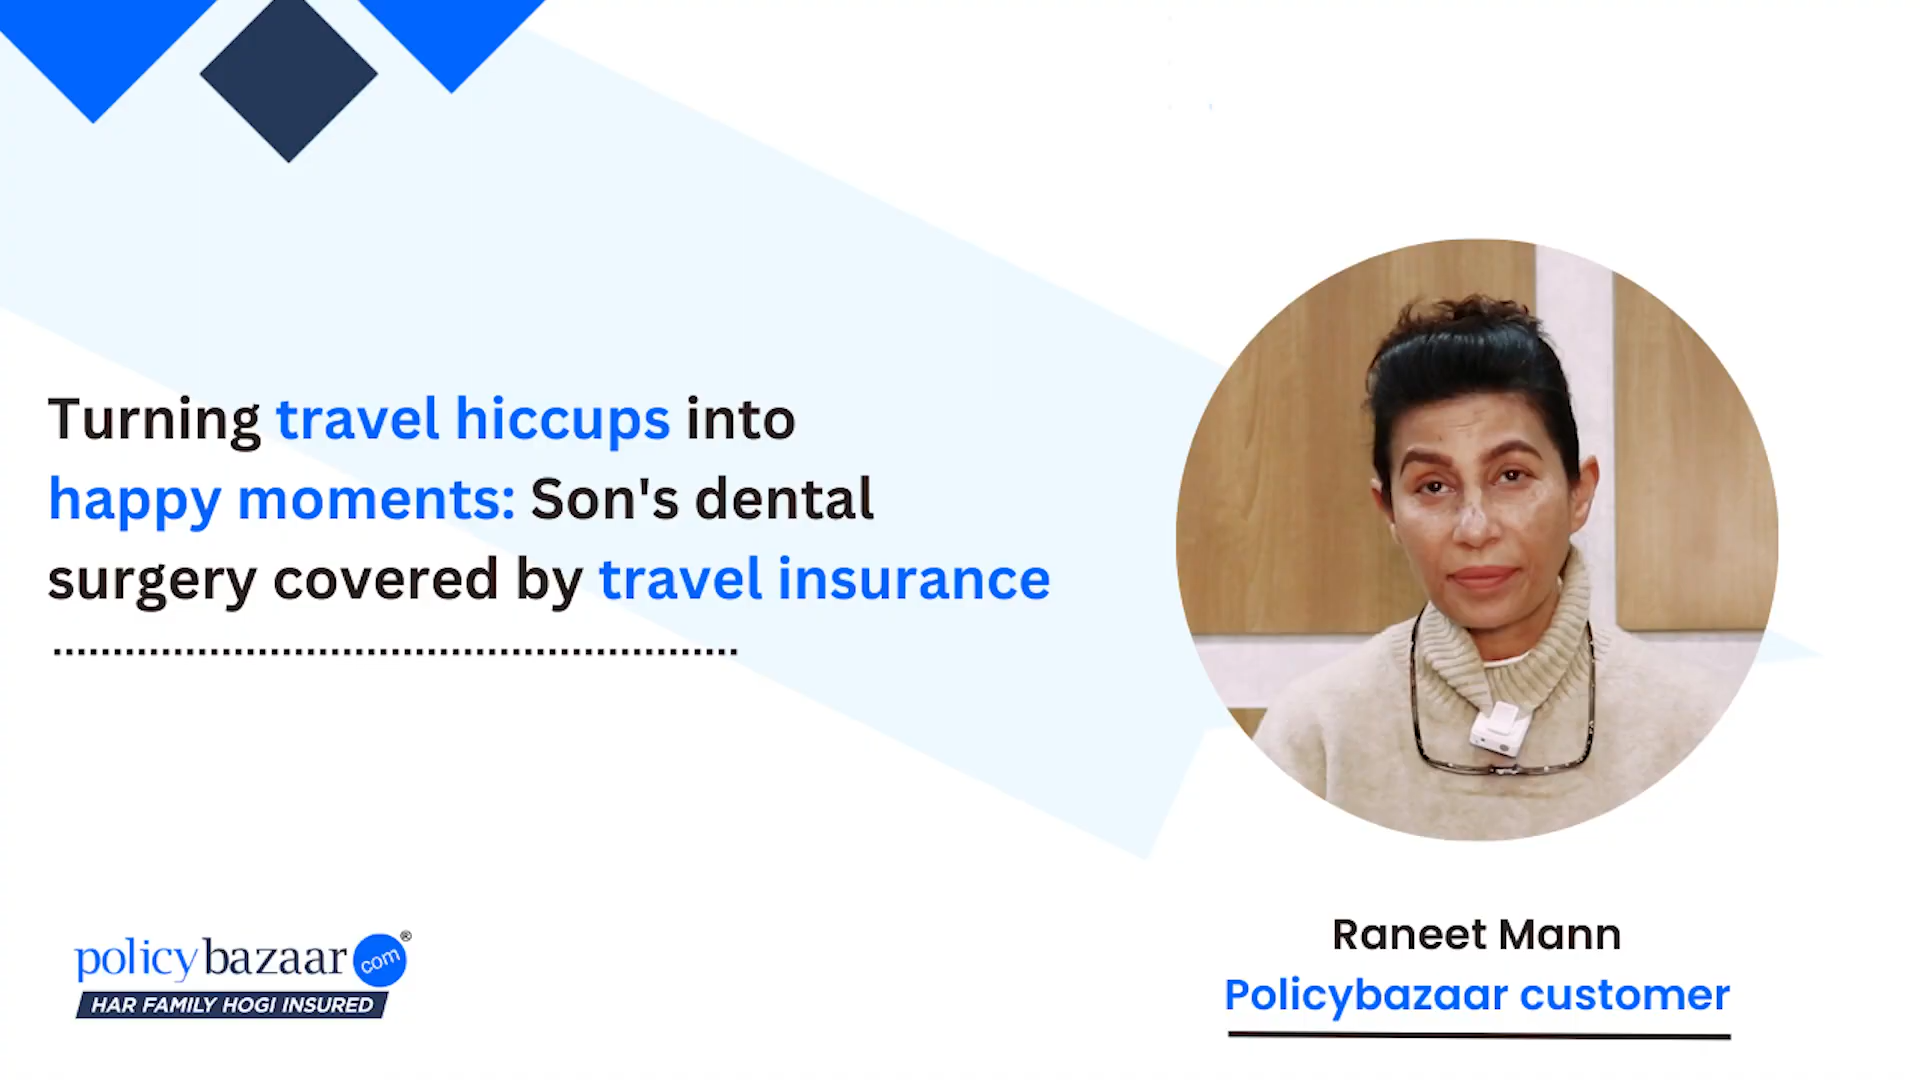 Turning travel hiccups into
happy moments: Son's dental
surgery covered by travel insurance
policybazaar.com®
HAR FAMILY HOGI INSURED
Raneet Mann
Policybazaar customer